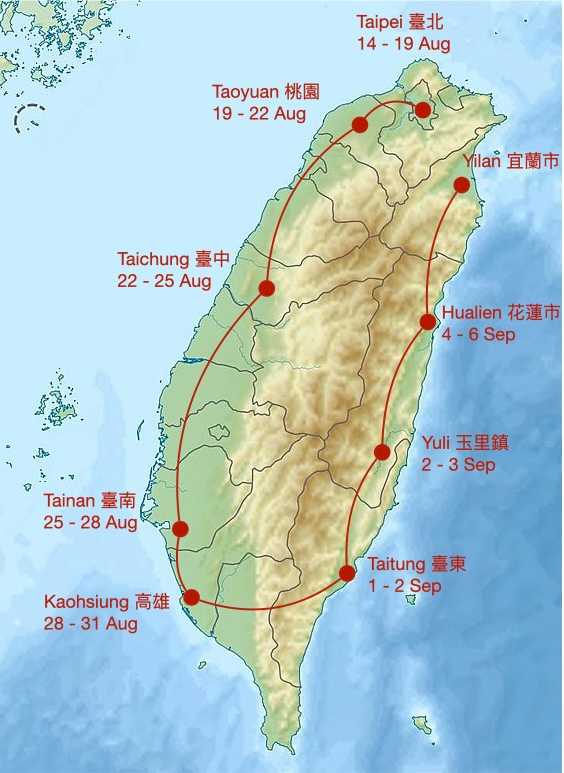 Taipei 臺北
14 - 19 Aug
Taoyuan 桃園
19 - 22 Aug
Yilan 宜蘭市
Taichung 臺中
22 - 25 Aug
Hualien 花蓮市
4 - 6 Sep
Yuli 玉里鎮
2 - 3 Sep
Tainan 臺南
25 - 28 Aug
Taitung 臺東
1 - 2 Sep
Kaohsiung 高雄
28 - 31 Aug